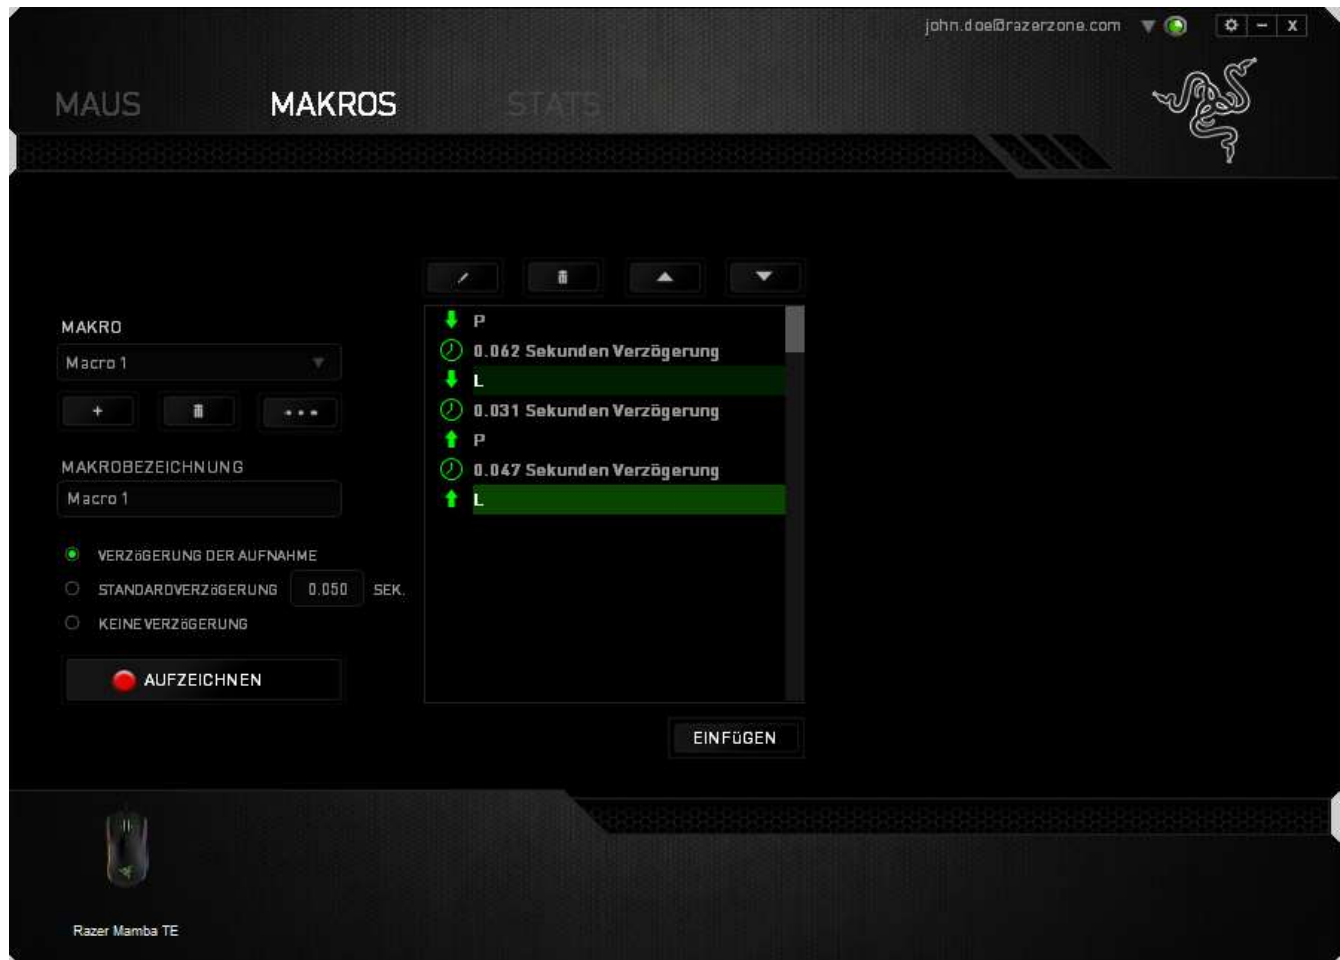 john.doe@razerzone.com
MAUS MAKROS STATS
MAKRO
Macro 1
MAKROBEZEICHNUNG
Macro 1
VERZöGERUNG DER AUFNAHME
STANDARDVERZöGERUNG 0.050 SEK.
KEINE VERZöGERUNG
AUFZEICHNEN
P
0.062 Sekunden Verzögerung
L
0.031 Sekunden Verzögerung
P
0.047 Sekunden Verzögerung
L
EINFüGEN
Razer Mamba TE